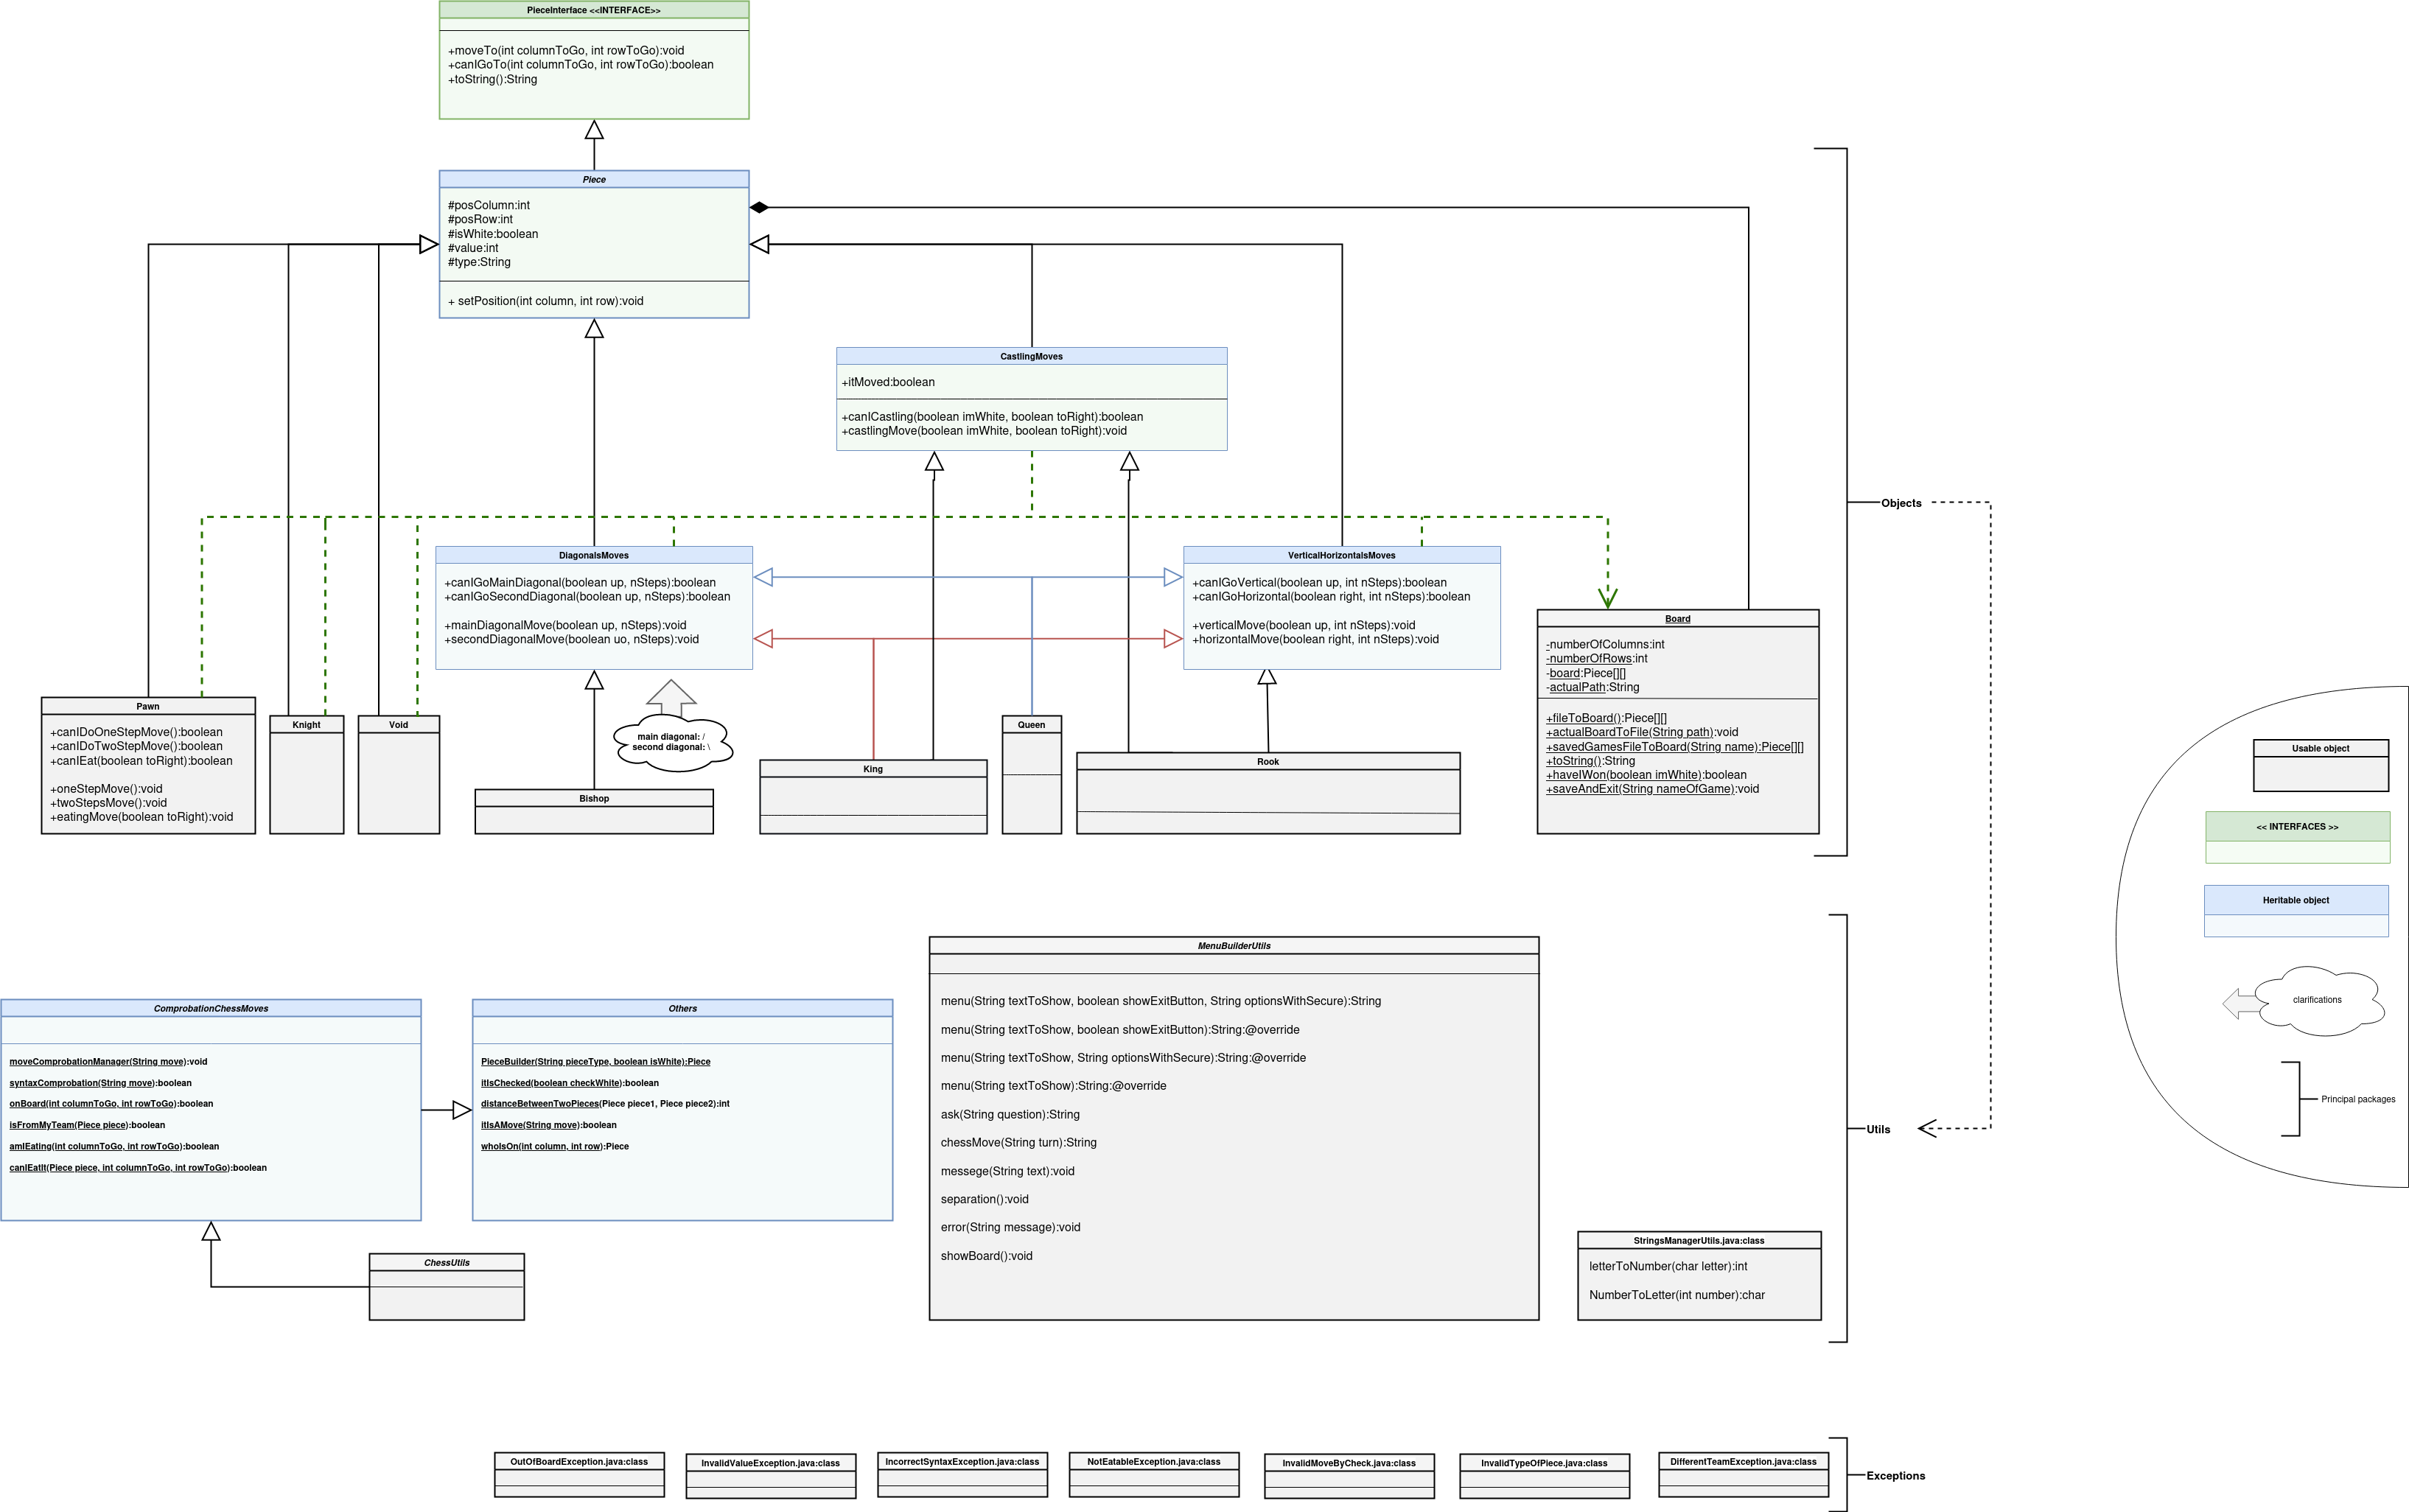 PieceInterface <<INTERFACE>>
+moveTo(int columnToGo, int rowToGo):void
+canIGoTo(int columnToGo, int rowToGo):boolean
+toString():String
Piece
#posColumn:int
#posRow:int
#isWhite:boolean
#value:int
#type:String
+ setPosition(int column, int row):void
CastlingMoves
+itMoved:boolean
+canICastling(boolean imWhite, boolean toRight):boolean
+castlingMove(boolean imWhite, boolean toRight):void
Objects
DiagonalsMoves
+canIGoMainDiagonal(boolean up, nSteps):boolean
+canIGoSecondDiagonal(boolean up, nSteps):boolean
+mainDiagonalMove(boolean up, nSteps):void
+secondDiagonalMove(boolean uo, nSteps):void
VerticalHorizontalsMoves
+canIGoVertical(boolean up, int nSteps):boolean
+canIGoHorizontal(boolean right, int nSteps):boolean
+verticalMove(boolean up, int nSteps):void
+horizontalMove(boolean right, int nSteps):void
Board
-numberOfColumns:int
-numberOfRows:int
-board:Piece[][]
-actualPath:String
+fileToBoard():Piece[][]
+actualBoardToFile(String path):void
+savedGamesFileToBoard(String name):Piece[][]
+toString():String
+haveIWon(boolean imWhite):boolean
+saveAndExit(String nameOfGame):void
Pawn
+canIDoOneStepMove():boolean
+canIDoTwoStepMove():boolean
+canIEat(boolean toRight):boolean
+oneStepMove():void
+twoStepsMove():void
+eatingMove(boolean toRight):void
Knight
Void
main diagonal: /
second diagonal: \
Bishop
King
Queen
Rook
Usable object
<< INTERFACES >>
Heritable object
clarifications
Principal packages
ComprobationChessMoves
moveComprobationManager(String move):void
syntaxComprobation(String move):boolean
onBoard(int columnToGo, int rowToGo):boolean
isFromMyTeam(Piece piece):boolean
amIEating(int columnToGo, int rowToGo):boolean
canIEatIt(Piece piece, int columnToGo, int rowToGo):boolean
Others
PieceBuilder(String pieceType, boolean isWhite):Piece
itIsChecked(boolean checkWhite):boolean
distanceBetweenTwoPieces(Piece piece1, Piece piece2):int
itIsAMove(String move):boolean
whoIsOn(int column, int row):Piece
ChessUtils
MenuBuilderUtils
menu(String textToShow, boolean showExitButton, String optionsWithSecure):String
menu(String textToShow, boolean showExitButton):String:@override
menu(String textToShow, String optionsWithSecure):String:@override
menu(String textToShow):String:@override
ask(String question):String
chessMove(String turn):String
messege(String text):void
separation():void
error(String message):void
showBoard():void
StringsManagerUtils.java:class
letterToNumber(char letter):int
NumberToLetter(int number):char
Utils
OutOfBoardException.java:class
InvalidValueException.java:class
IncorrectSyntaxException.java:class
NotEatableException.java:class
InvalidMoveByCheck.java:class
InvalidTypeOfPiece.java:class
DifferentTeamException.java:class
Exceptions